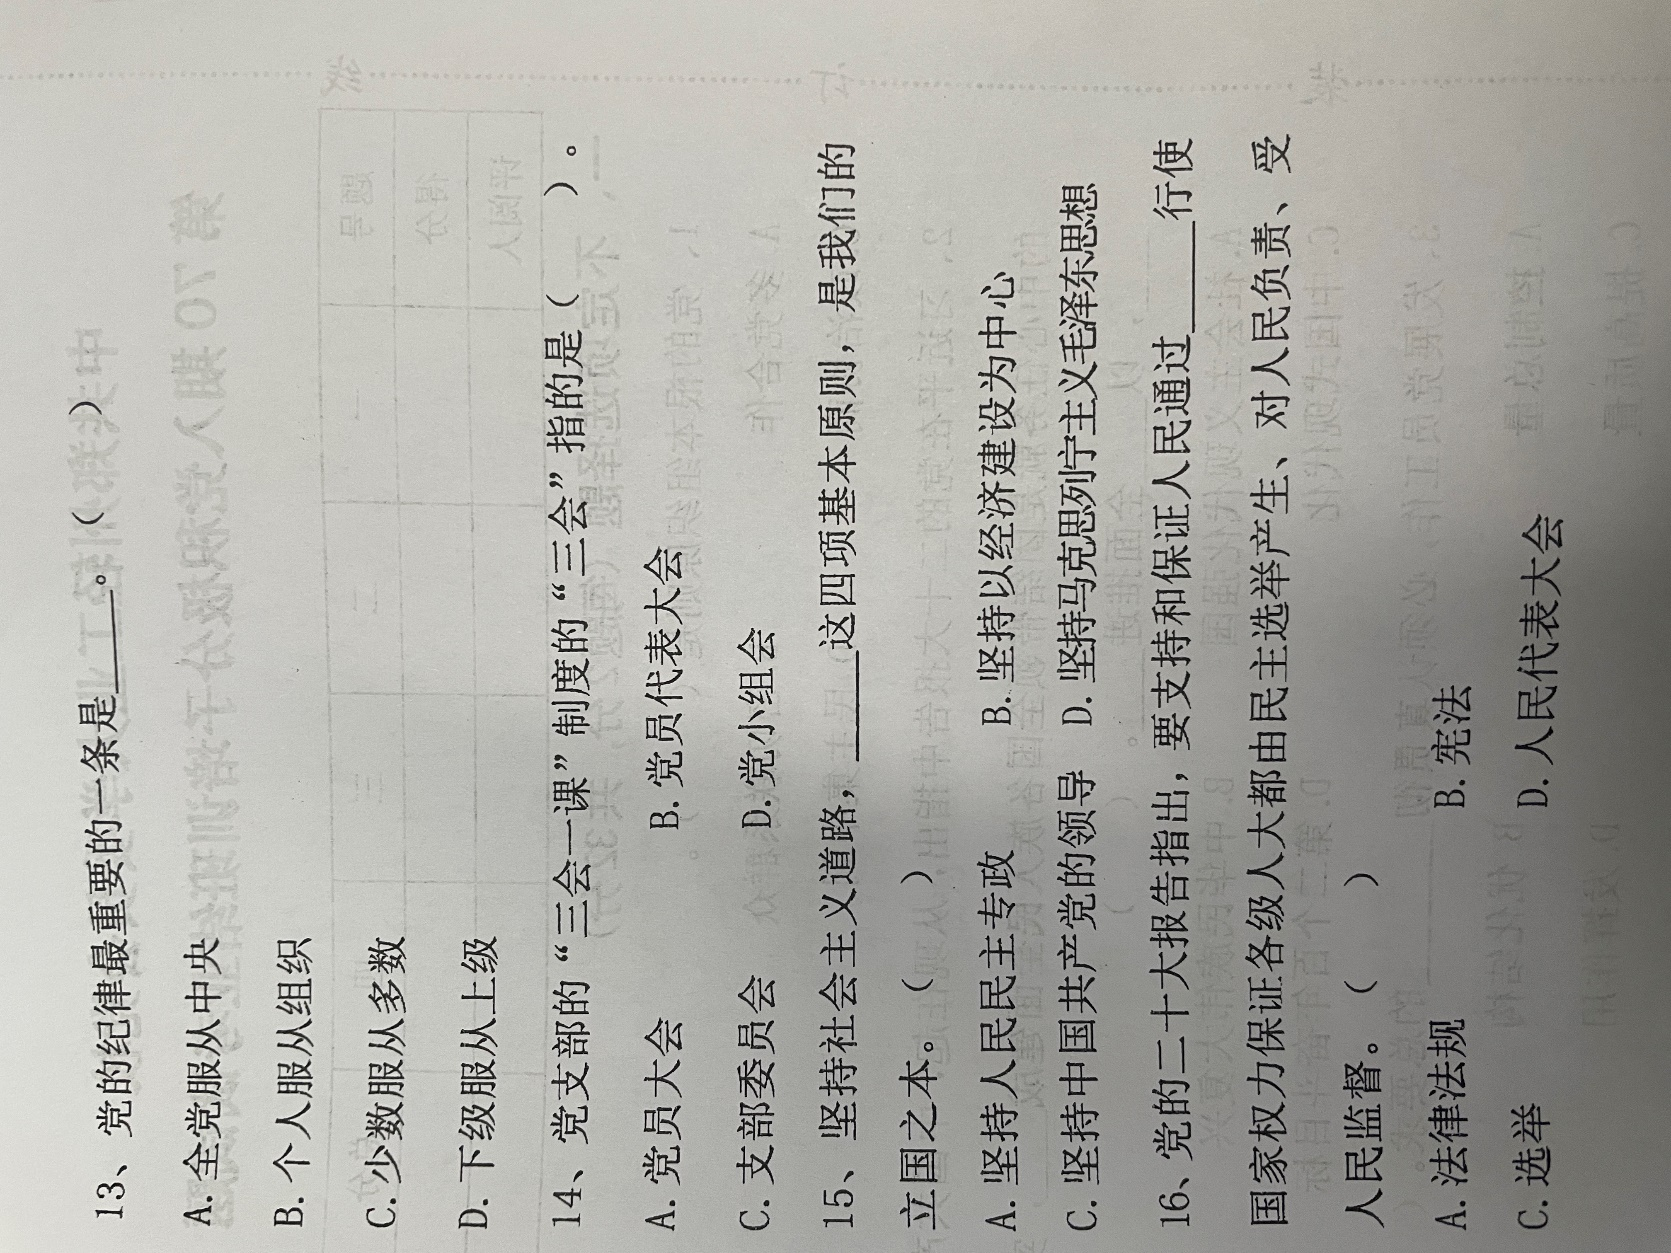 13、党的纪律最重要的一条是____。（    ）
A. 全党服从中央
B. 个人服从组织
C. 少数服从多数
D. 下级服从上级
14、党支部的“三会一课”制度的“三会”指的是（    ）。
A. 党员大会 B. 党员代表大会
C. 支部委员会 D.党小组会
15、坚持社会主义道路，____这四项基本原则，是我们的
立国之本。（    ）
A. 坚持人民民主专政 B. 坚持以经济建设为中心
C. 坚持中国共产党的领导 D. 坚持马克思列宁主义毛泽东思想
16、党的二十大报告指出，要支持和保证人民通过____行使
国家权力保证各级人大都由民主选举产生、对人民负责、受
人民监督。（    ）
A. 法律法规 B. 宪法
C. 选举 D. 人民代表大会